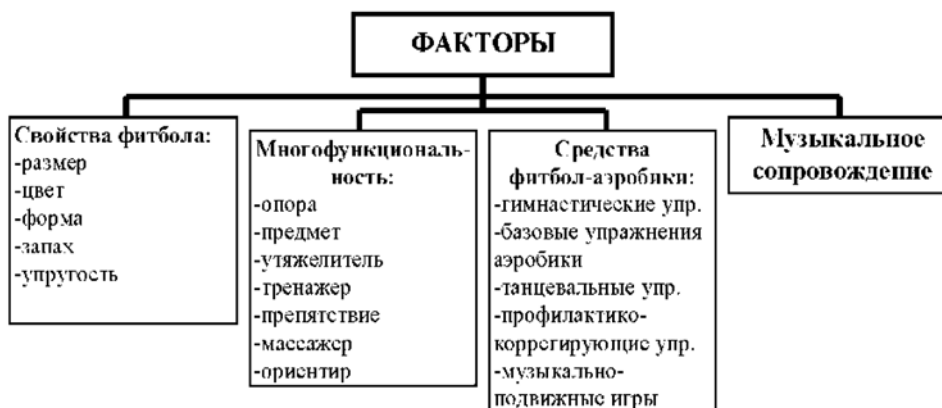 ФАКТОРЫ
Свойства фитбола:
-размер
-цвет
-форма
-запах
-упругость
Многофункциональ-
ность:
-опора
-предмет
-утяжелитель
-тренажер
-препятствие
-массажер
-ориентир
Средства
фитбол-аэробики:
-гимнастические упр.
-базовые упражнения
аэробики
-танцевальные упр.
-профилактико-
коррегирующие упр.
-музыкально-
подвижные игры
Музыкальное
сопровождение